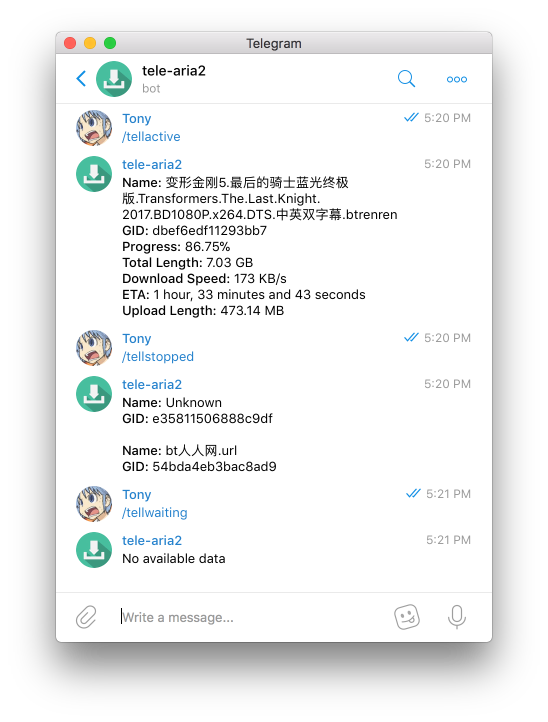 Telegram
tele-aria2
bot
Tony 5:20 PM
/tellactive
tele-aria2 5:20 PM
Name: 变形金刚5.最后的骑士蓝光终极
版.Transformers.The.Last.Knight.
2017.BD1080P.x264.DTS.中英双字幕.btrenren
GID: dbef6edf11293bb7
Progress: 86.75%
Total Length: 7.03 GB
Download Speed: 173 KB/s
ETA: 1 hour, 33 minutes and 43 seconds
Upload Length: 473.14 MB
Tony 5:20 PM
/tellstopped
tele-aria2 5:20 PM
Name: Unknown
GID: e35811506888c9df
Name: bt人人网.url
GID: 54bda4eb3bac8ad9
Tony 5:21 PM
/tellwaiting
tele-aria2 5:21 PM
No available data
Write a message...